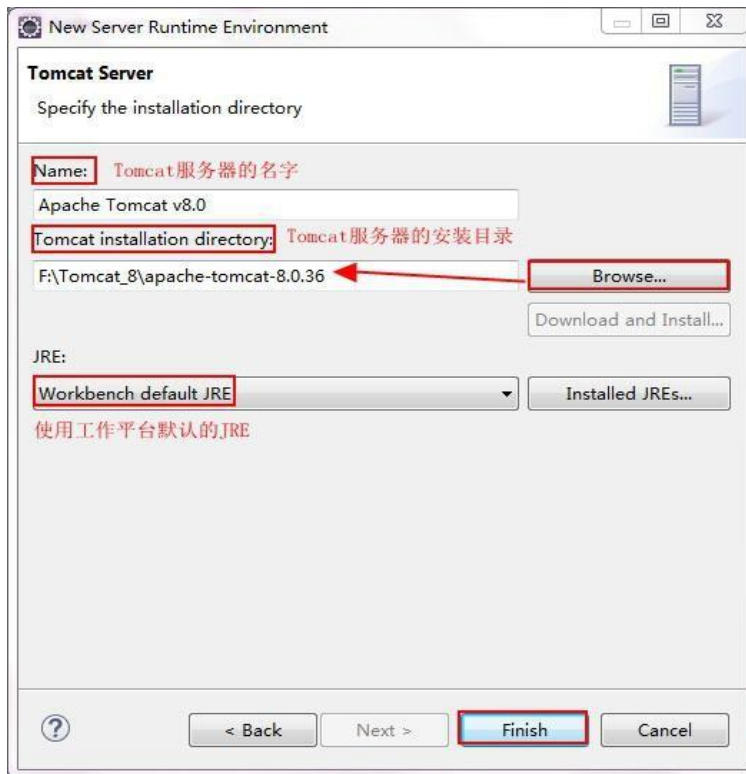 New Server Runtime Environment
Tomcat Server
Specify the installation directory
Name: Tomcat服务器的名字
Apache Tomcat v8.0
Tomcat installation directory: Tomcat服务器的安装目录
F:\Tomcat_8\apache-tomcat-8.0.36 Browse...
Download and Install...
JRE:
Workbench default JRE Installed JREs...
使用工作平台默认的JRE
? < Back Next > Finish Cancel